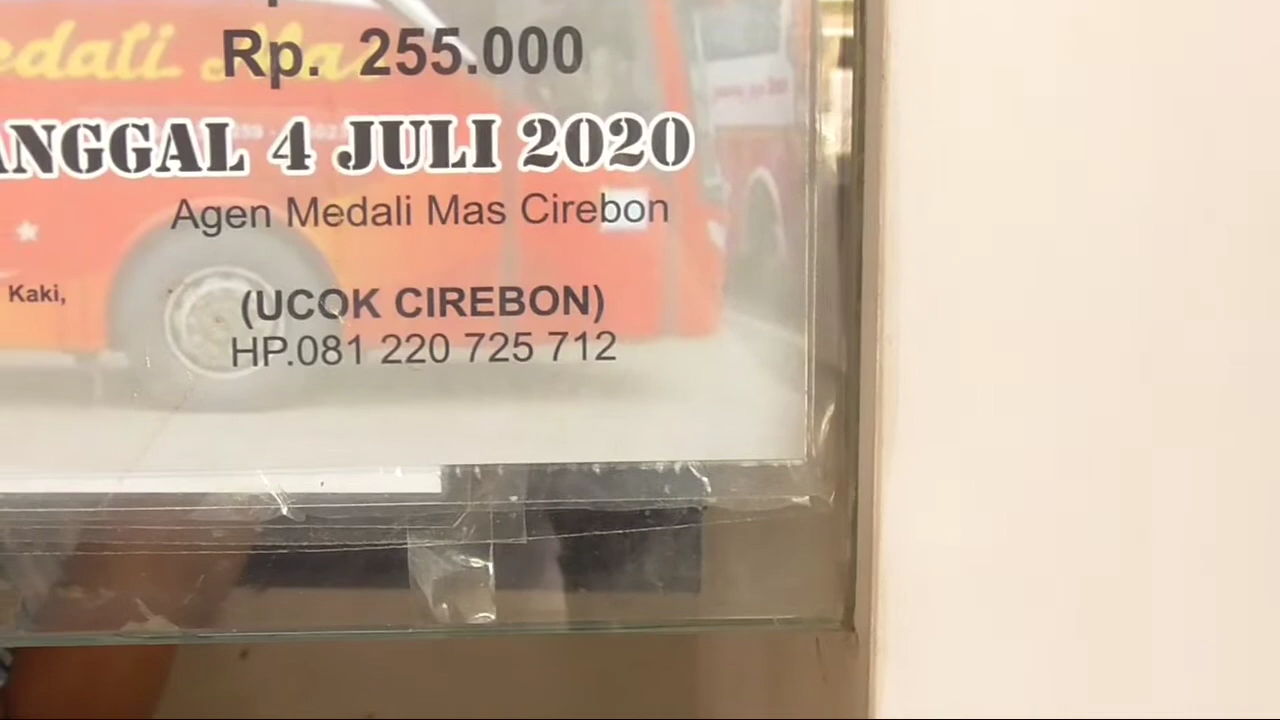 Rp. 255.000
ANGGAL 4 JULI 2020
Agen Medali Mas Cirebon
Kaki,
(UCOK CIREBON)
HP.081 220 725 712